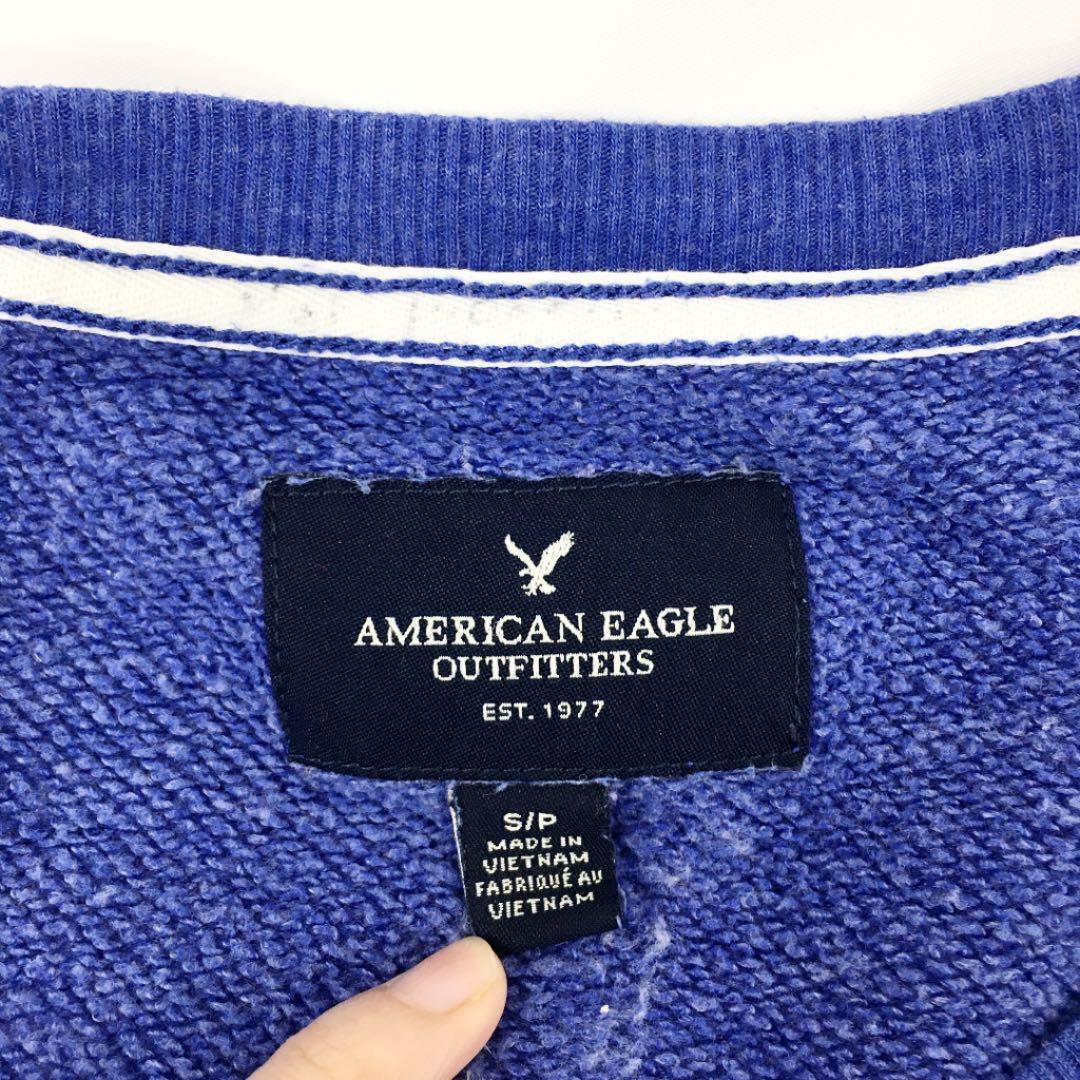 AMERICAN EAGLE
OUTFITTERS
EST. 1977
S/P
MADE IN
VIETNAM
FABRIQUÉ AU
VIETNAM